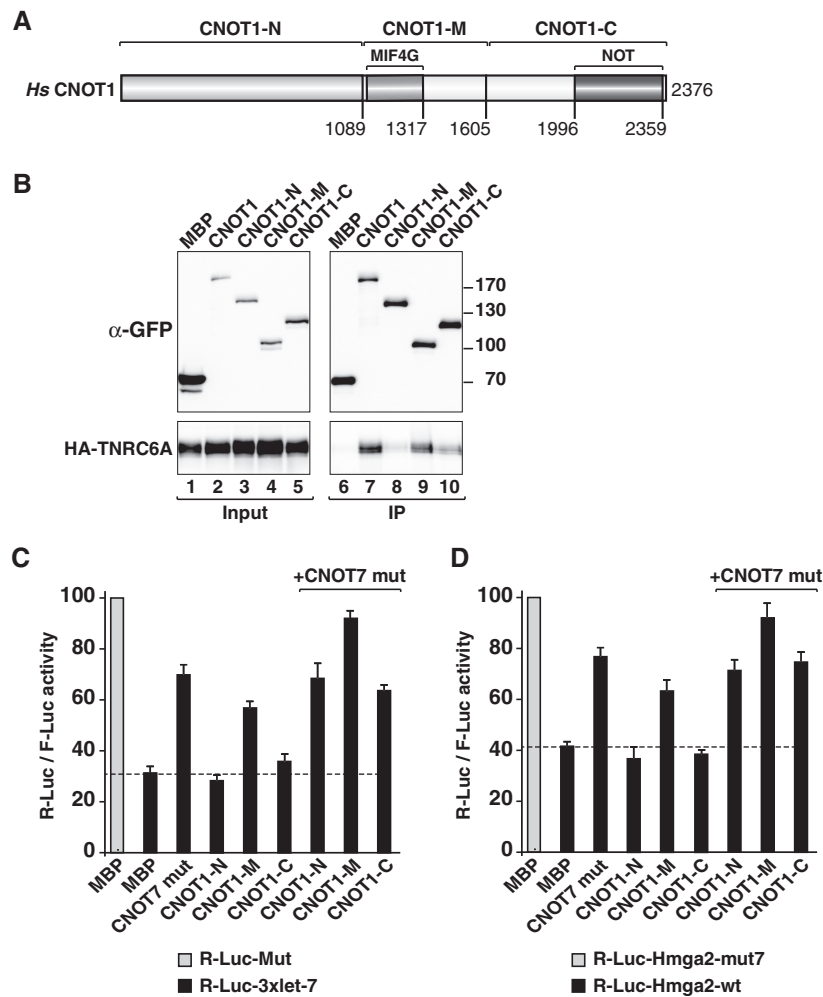 A
CNOT1-N CNOT1-M CNOT1-C
MIF4G NOT
Hs CNOT1 2376
1089 1317 1605 1996 2359
B
MBP CNOT1 CNOT1-N CNOT1-M CNOT1-C MBP CNOT1 CNOT1-N CNOT1-M CNOT1-C
α-GFP
170
130
100
70
HA-TNRC6A
1 2 3 4 5 6 7 8 9 10
Input IP
C
+CNOT7 mut
R-Luc / F-Luc activity
100
80
60
40
20
0
MBP MBP CNOT7 mut CNOT1-N CNOT1-M CNOT1-C CNOT1-N CNOT1-M CNOT1-C
R-Luc-Mut
R-Luc-3xlet-7
D
+CNOT7 mut
R-Luc / F-Luc activity
100
80
60
40
20
0
MBP MBP CNOT7 mut CNOT1-N CNOT1-M CNOT1-C CNOT1-N CNOT1-M CNOT1-C
R-Luc-Hmga2-mut7
R-Luc-Hmga2-wt